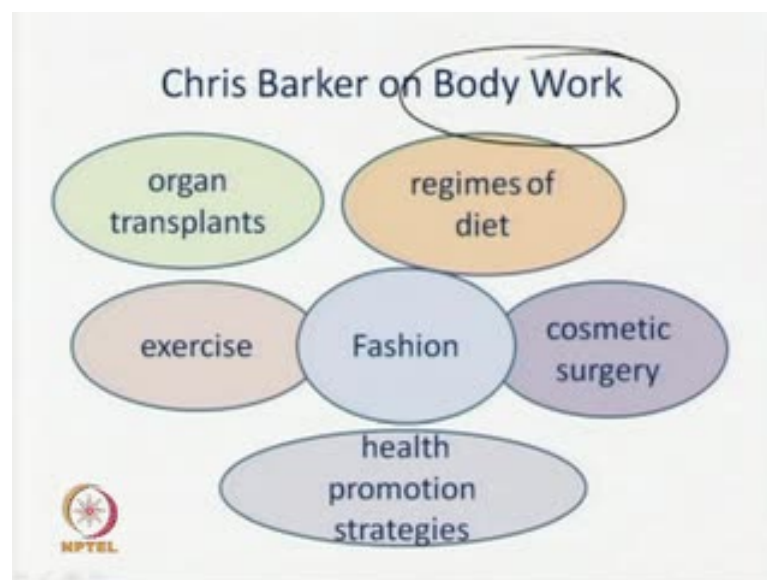 Chris Barker on Body Work
organ
transplants
regimes of
diet
exercise
Fashion
cosmetic
surgery
health
promotion
strategies
NPTEL